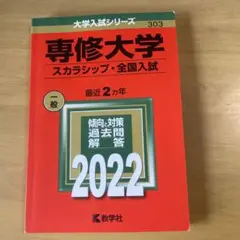 大学入試シリーズ
303
専修大学
スカラシップ・全国入試
最近2カ年
一般
傾向と対策
過去問
解答
2022
教学社